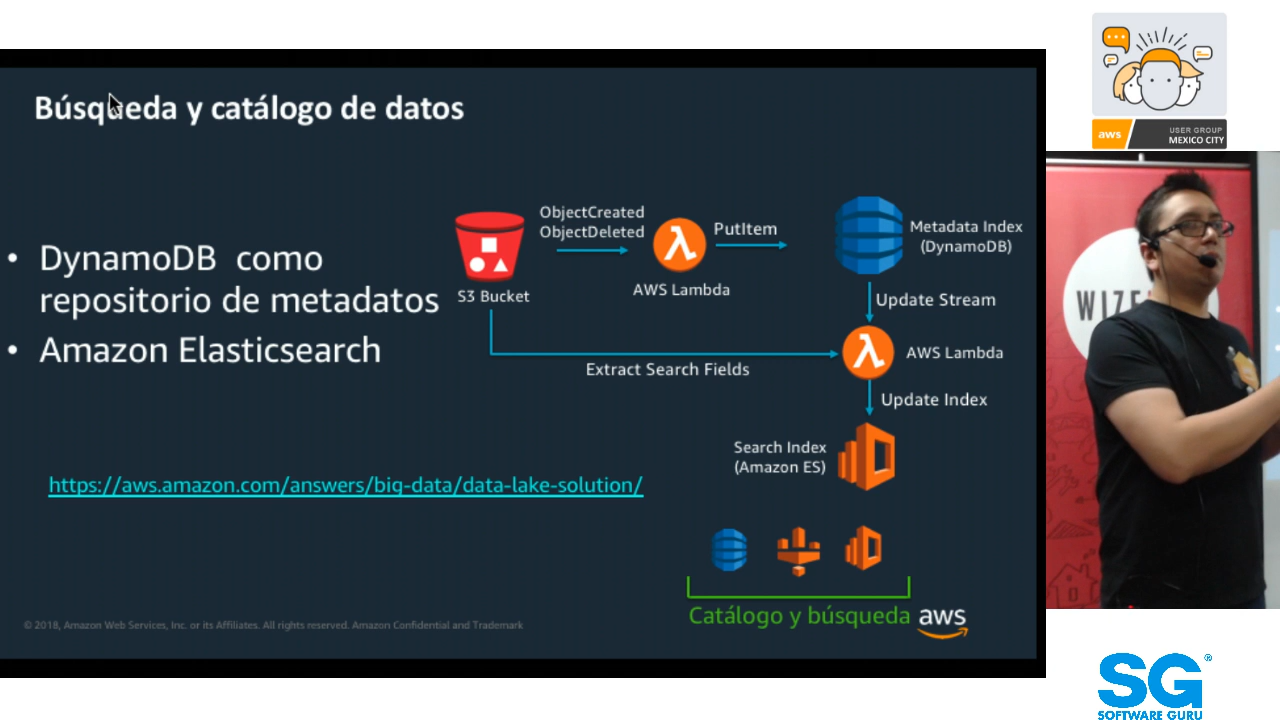 Búsqueda y catálogo de datos
• DynamoDB como
repositorio de metadatos
• Amazon Elasticsearch
https://aws.amazon.com/answers/big-data/data-lake-solution/
S3 Bucket
ObjectCreated
ObjectDeleted
AWS Lambda
PutItem
Metadata Index
(DynamoDB)
Update Stream
Extract Search Fields
AWS Lambda
Update Index
Search Index
(Amazon ES)
Catálogo y búsqueda
aws
© 2018, Amazon Web Services, Inc. or its Affiliates. All rights reserved. Amazon Confidential and Trademark
aws
USER GROUP
MEXICO CITY
SG®
SOFTWARE GURU